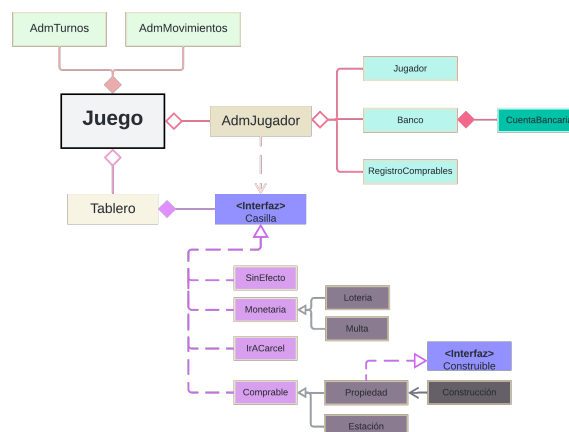 AdmTurnos
AdmMovimientos
Juego
AdmJugador
Jugador
Banco
CuentaBancaria
RegistroComprables
Tablero
<Interfaz>
Casilla
SinEfecto
Monetaria
Loteria
Multa
IrACarcel
<Interfaz>
Construible
Comprable
Propiedad
Construcción
Estación